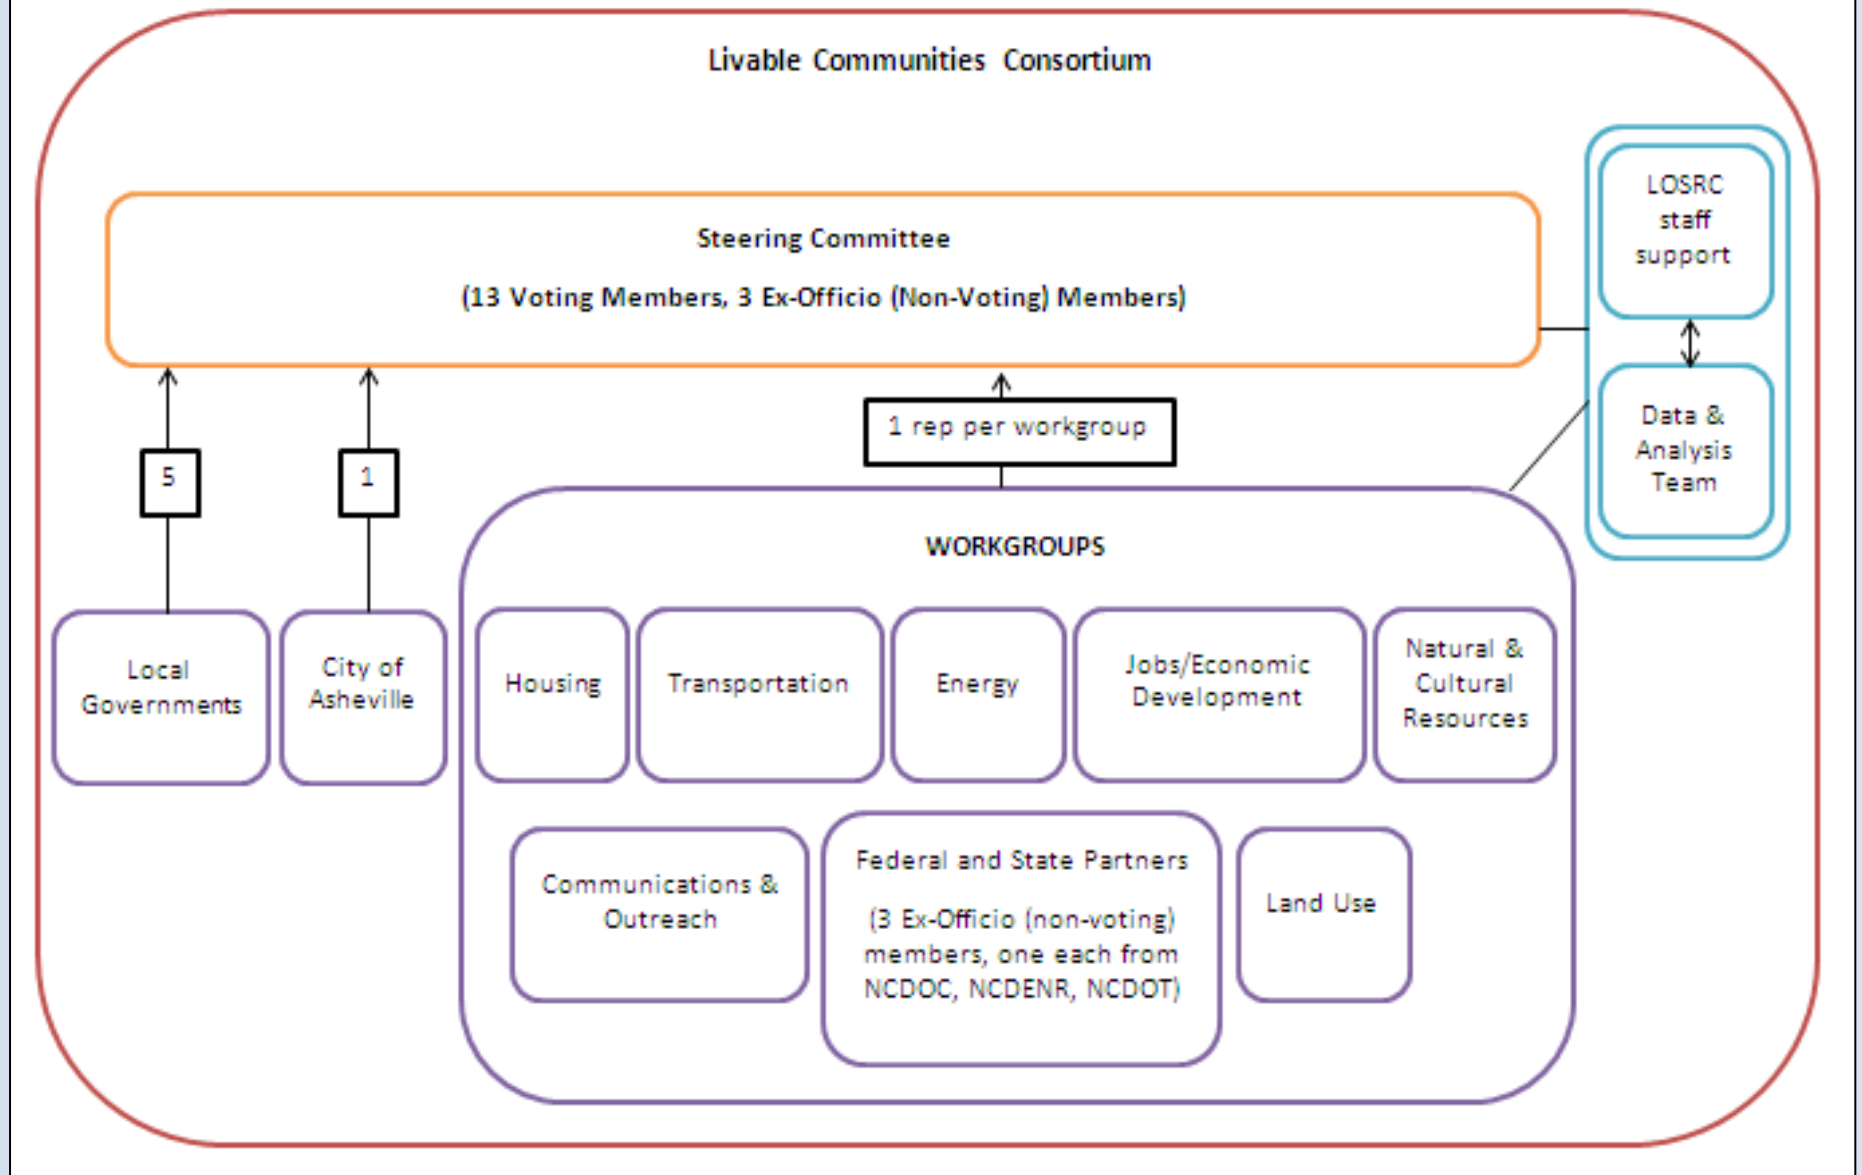 Livable Communities Consortium
LOSRC
staff
support
Steering Committee
(13 Voting Members, 3 Ex-Officio (Non-Voting) Members)
Data &
Analysis
Team
1 rep per workgroup
5
1
WORKGROUPS
Local
Governments
City of
Asheville
Housing
Transportation
Energy
Jobs/Economic
Development
Natural &
Cultural
Resources
Communications &
Outreach
Federal and State Partners
(3 Ex-Officio (non-voting)
members, one each from
NCDOC, NCDENR, NCDOT)
Land Use